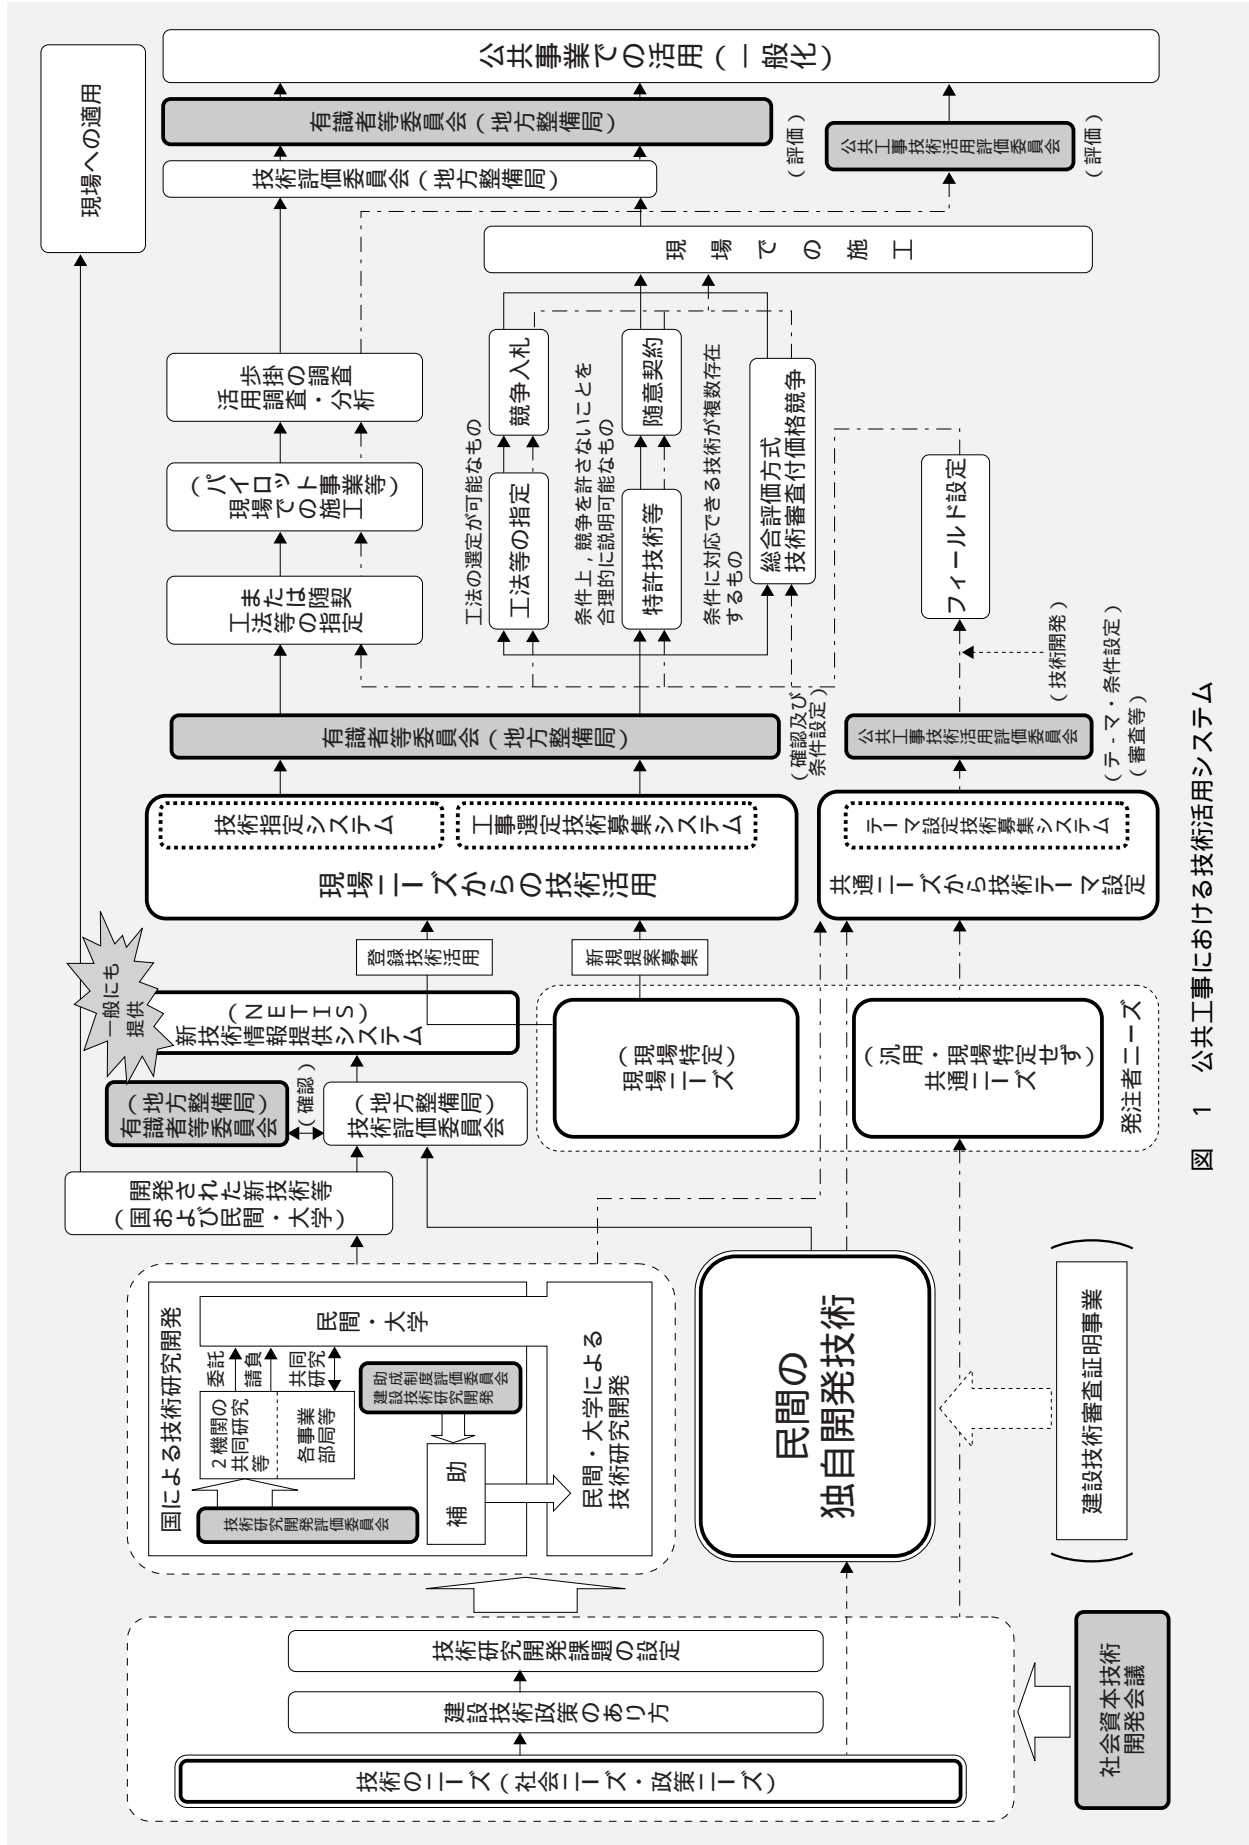 技術のニーズ（社会ニーズ・政策ニーズ）
建設技術政策のあり方
技術研究開発課題の設定
社会資本技術
開発会議
国による技術研究開発
技術研究開発評価委員会
2機関の
共同研究
等
各事業
部局等
委託
請負
共同
研究
民間・大学
助成制度評価委員会
建設技術研究開発
補助
民間・大学による
技術研究開発
民間の
独自開発技術
建設技術審査証明事業
開発された新技術等
（国および民間・大学）
（地方整備局）
有識者等委員会
（確認）
（地方整備局）
技術評価委員会
一般にも
提供
（NETIS）
新技術情報提供システム
（現場特定）
現場ニーズ
（汎用・現場特定せず）
共通ニーズ
発注者ニーズ
登録技術活用
新規提案募集
技術指定システム
工事選定技術募集システム
現場ニーズからの技術活用
テーマ設定技術募集システム
共通ニーズから技術テーマ設定
有識者等委員会（地方整備局）
（確認及び
条件設定）
公共工事技術活用評価委員会
（テ-マ・条件設定）
（審査等）
（技術開発）
フィールド設定
または随契
工法等の指定
（パイロット事業等）
現場での施工
歩掛の調査
活用調査・分析
工法の選定が可能なもの
工法等の指定
競争入札
条件上，競争を許さないことを
合理的に説明可能なもの
特許技術等
随意契約
条件に対応できる技術が複数存在
するもの
総合評価方式
技術審査付価格競争
現場での施工
技術評価委員会（地方整備局）
有識者等委員会（地方整備局）
（評価）
公共工事技術活用評価委員会
（評価）
現場への適用
公共事業での活用（一般化）
図 1 公共工事における技術活用システム